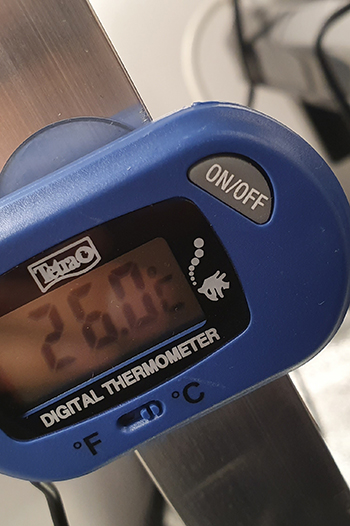 ON/OFF
Tetra
26.0°C
DIGITAL THERMOMETER
°F °C